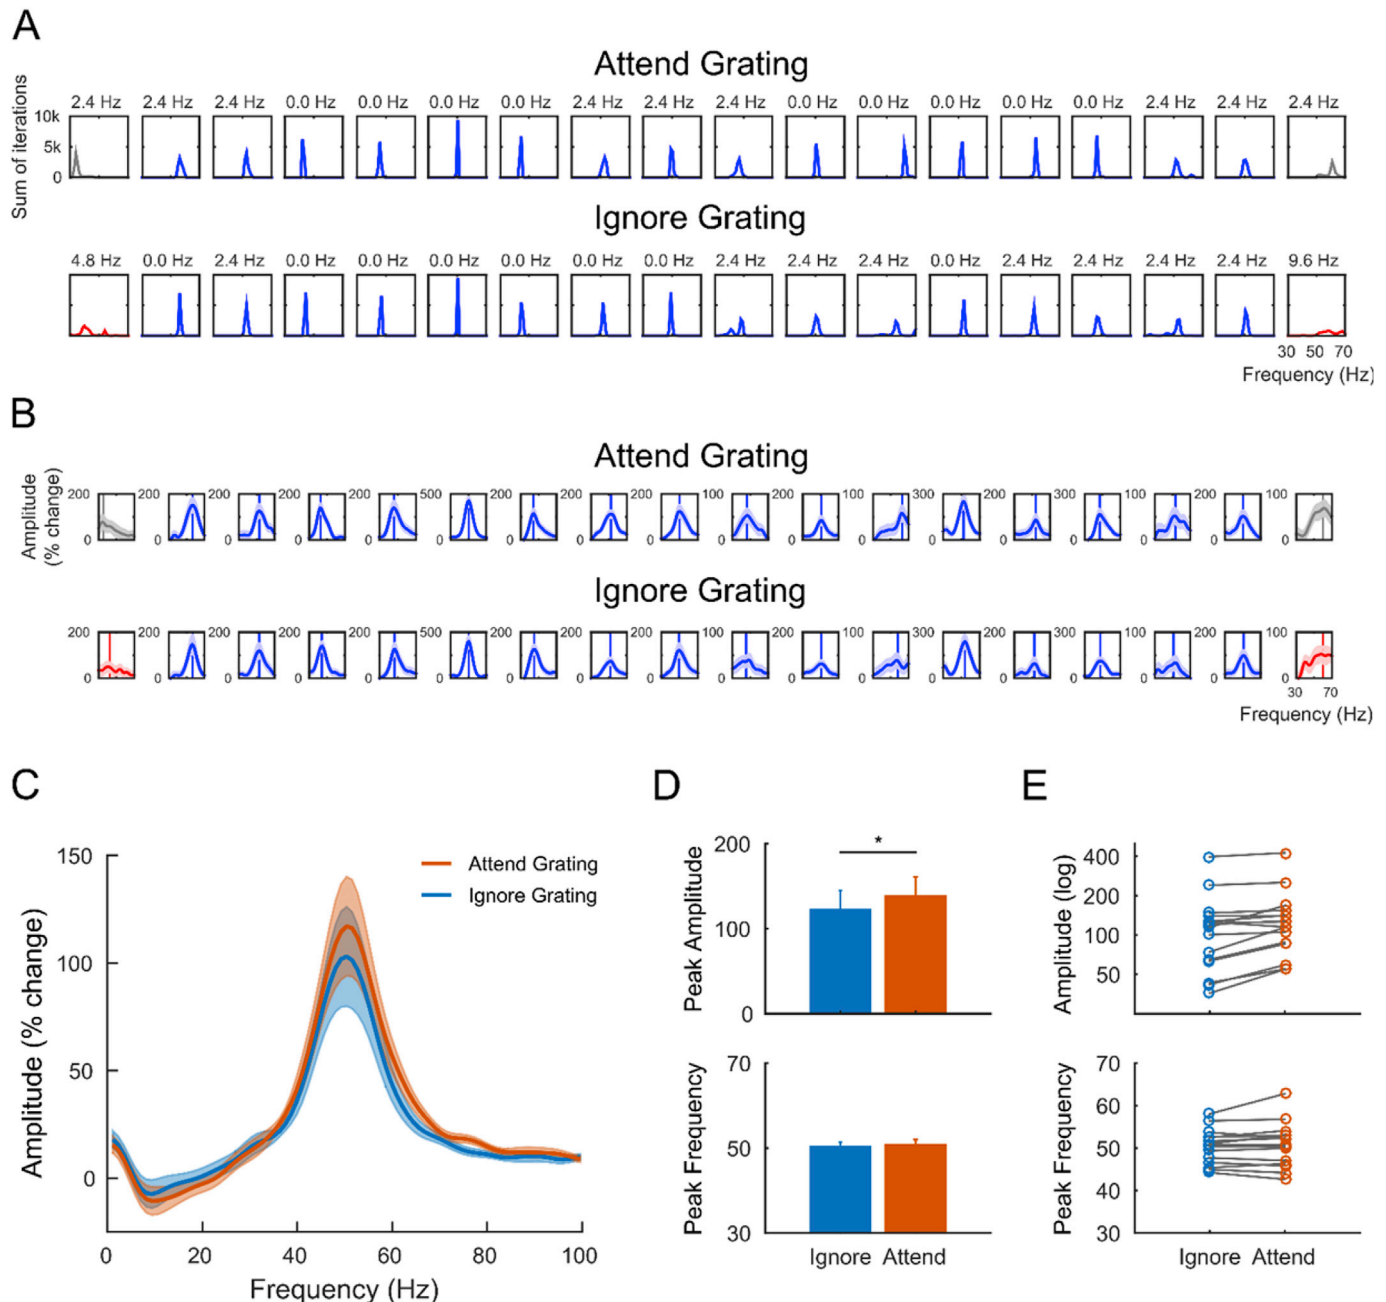 A
Attend Grating
Sum of iterations
2.4 Hz 2.4 Hz 2.4 Hz 0.0 Hz 0.0 Hz 0.0 Hz 0.0 Hz 2.4 Hz 2.4 Hz 2.4 Hz 0.0 Hz 0.0 Hz 0.0 Hz 0.0 Hz 0.0 Hz 2.4 Hz 2.4 Hz 2.4 Hz
10k
5k
0
Ignore Grating
4.8 Hz 0.0 Hz 2.4 Hz 0.0 Hz 0.0 Hz 0.0 Hz 0.0 Hz 0.0 Hz 0.0 Hz 2.4 Hz 2.4 Hz 2.4 Hz 0.0 Hz 2.4 Hz 2.4 Hz 2.4 Hz 2.4 Hz 9.6 Hz
30 50 70
Frequency (Hz)
B
Attend Grating
Amplitude
(% change)
200 200 200 200 200 500 200 200 200 100 200 100 300 200 200 100 200 100
0 0 0 0 0 0 0 0 0 0 0 0 0 0 0 0 0 0
Ignore Grating
200 200 200 200 200 500 200 200 200 100 200 100 300 200 200 100 200 100
0 0 0 0 0 0 0 0 0 0 0 0 0 0 0 0 0 0
30 70
Frequency (Hz)
C
Amplitude (% change)
150
100
50
0
Attend Grating
Ignore Grating
0 20 40 60 80 100
Frequency (Hz)
D
Peak Amplitude
200
100
0
*
Peak Frequency
70
50
30
Ignore Attend
E
Amplitude (log)
400
200
100
50
Peak Frequency
70
60
50
40
30
Ignore Attend